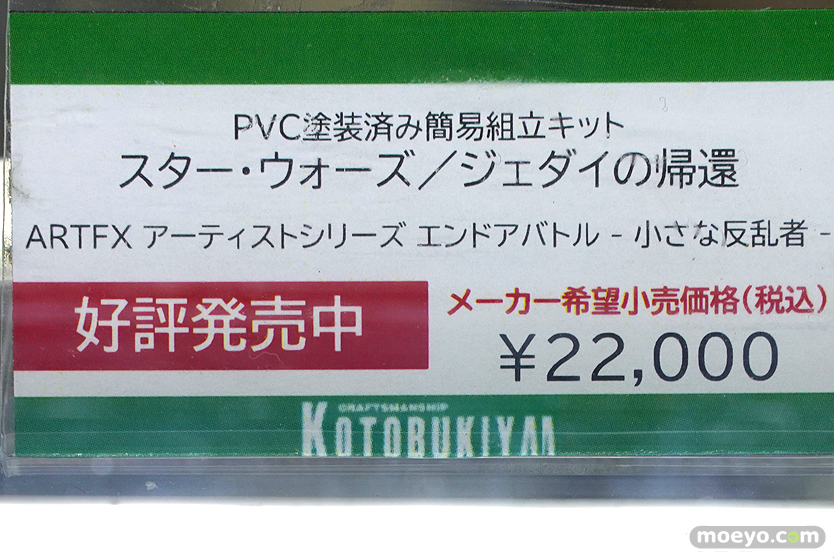 PVC塗装済み簡易組立キット
スター・ウォーズ／ジェダイの帰還
ARTFX アーティストシリーズ エンドアバトル - 小さな反乱者 -
好評発売中
メーカー希望小売価格(税込)
¥22,000
CRAFTSMANSHIP
KOTOBUKIYA
moeyo.com